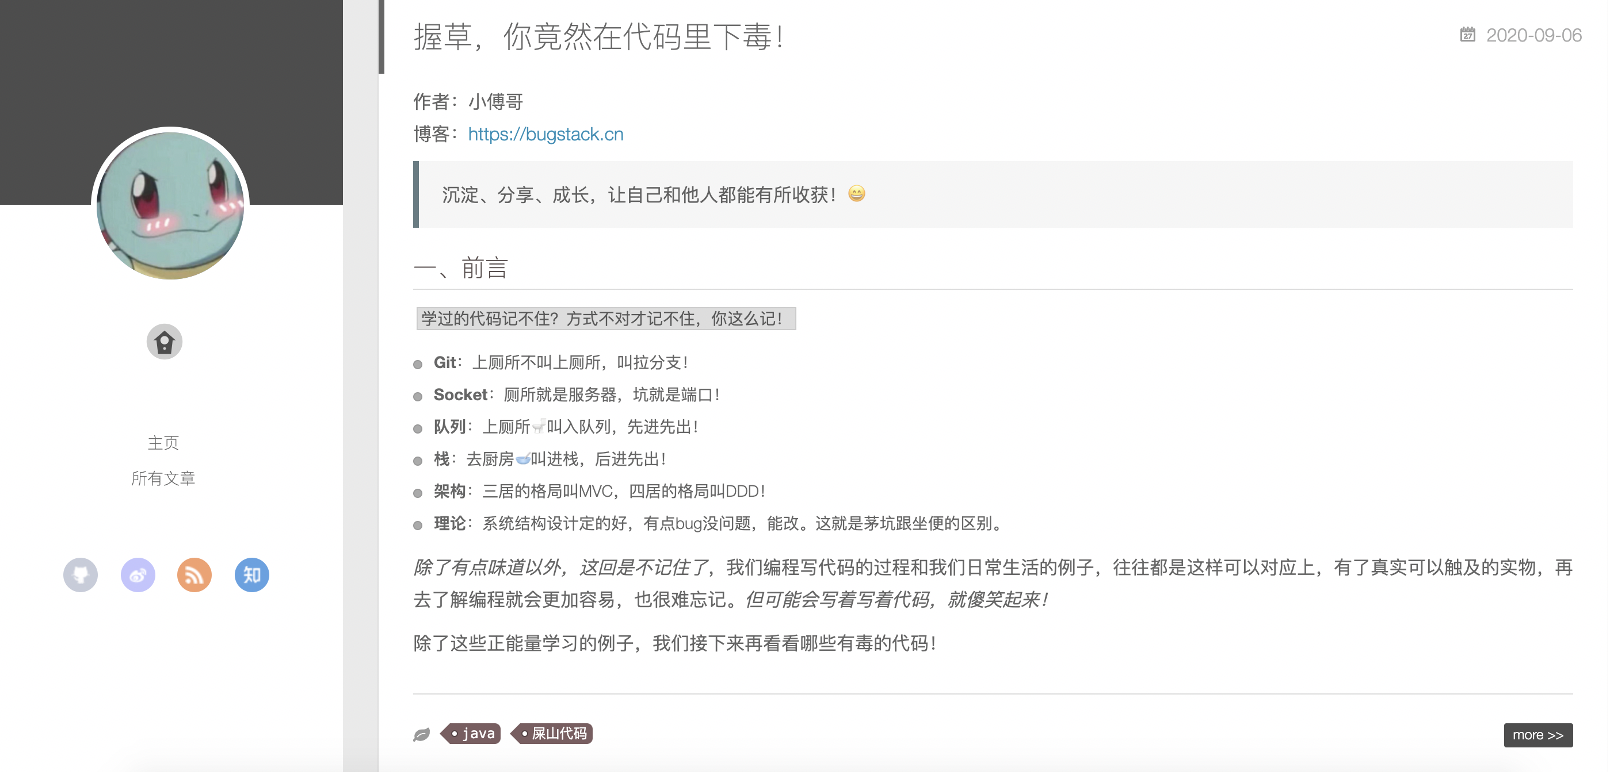 握草，你竟然在代码里下毒！
27
2020-09-06
作者：小傅哥
博客：https://bugstack.cn
沉淀、分享、成长，让自己和他人都能有所收获！😄
一、前言
学过的代码记不住？方式不对才记不住，你这么记！
Git：上厕所不叫上厕所，叫拉分支！
Socket：厕所就是服务器，坑就是端口！
队列：上厕所🚽叫入队列，先进先出！
栈：去厨房🥣叫进栈，后进先出！
架构：三居的格局叫MVC，四居的格局叫DDD！
理论：系统结构设计定的好，有点bug没问题，能改。这就是茅坑跟坐便的区别。
除了有点味道以外，这回是不记住了，我们编程写代码的过程和我们日常生活的例子，往往都是这样可以对应上，有了真实可以触及的实物，再
去了解编程就会更加容易，也很难忘记。但可能会写着写着代码，就傻笑起来！
除了这些正能量学习的例子，我们接下来再看看哪些有毒的代码！
java
屎山代码
more >>
主页
所有文章
知